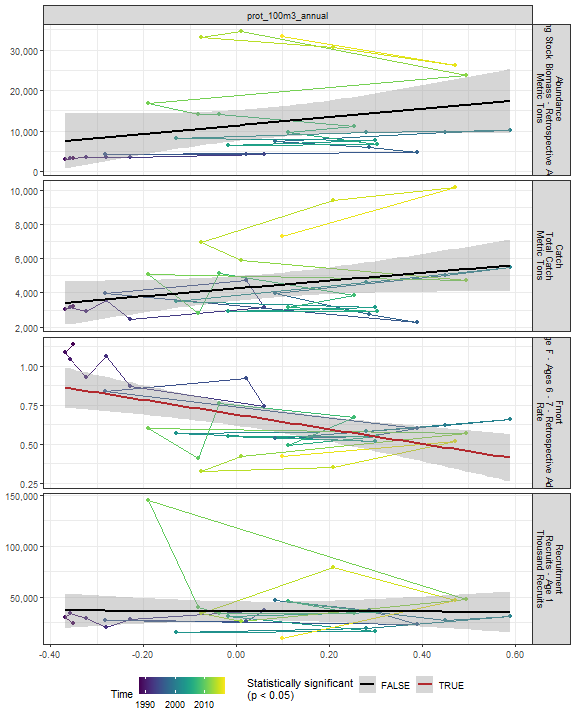 prot_100m3_annual
30,000
20,000
10,000
0
Abundance
ng Stock Biomass - Retrospective A
Metric Tons
10,000
8,000
6,000
4,000
2,000
Catch
Total Catch
Metric Tons
1.00
0.75
0.50
0.25
Fmort
e F - Ages 6 - 7 - Retrospective Ad
Rate
150,000
100,000
50,000
Recruitment
Recruits - Age 1
Thousand Recruits
-0.40 -0.20 0.00 0.20 0.40 0.60
Time
1990 2000 2010
Statistically significant
(p < 0.05)
FALSE TRUE